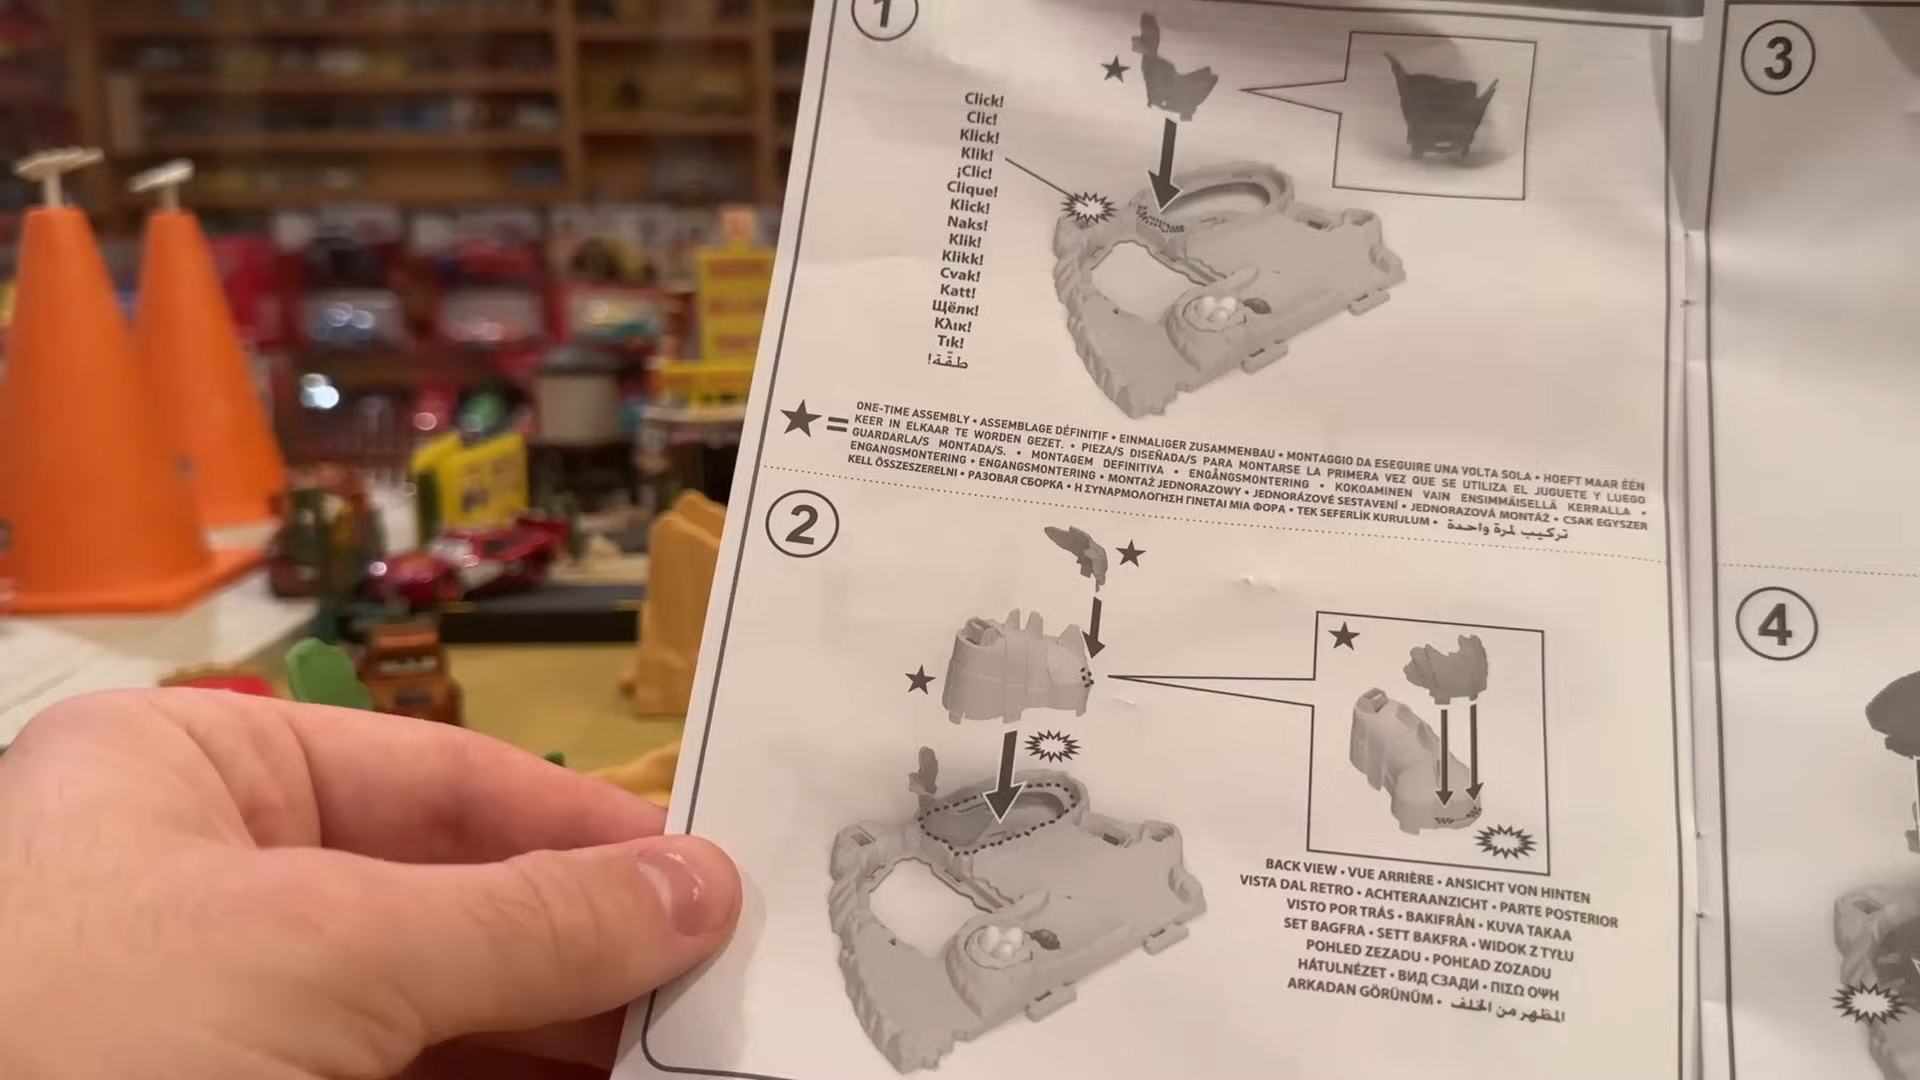 1
Click!
Clic!
Klick!
Klik!
¡Clic!
Clique!
Klick!
Naks!
Klik!
Klikk!
Cvak!
Katt!
Щёлк!
Κλικ!
Tık!
طقّة!
= ONE-TIME ASSEMBLY • ASSEMBLAGE DÉFINITIF • EINMALIGER ZUSAMMENBAU • MONTAGGIO DA ESEGUIRE UNA VOLTA SOLA • HOEFT MAAR ÉÉN
KEER IN ELKAAR TE WORDEN GEZET. • PIEZA/S DISEÑADA/S PARA MONTARSE LA PRIMERA VEZ QUE SE UTILIZA EL JUGUETE Y LUEGO
GUARDARLA/S MONTADA/S. • MONTAGEM DEFINITIVA • ENGÅNGSMONTERING • KOKOAMINEN VAIN ENSIMMÄISELLÄ KERRALLA •
ENGANGSMONTERING • ENGANGSMONTERING • MONTAŻ JEDNORAZOWY • JEDNORÁZOVÉ SESTAVENÍ • JEDNORAZOVÁ MONTÁŽ • CSAK EGYSZER
KELL ÖSSZESZERELNI • РАЗОВАЯ СБОРКА • Η ΣΥΝΑΡΜΟΛΟΓΗΣΗ ΓΙΝΕΤΑΙ ΜΙΑ ΦΟΡΑ • TEK SEFERLİK KURULUM • تركيب لمرة واحدة
2
BACK VIEW • VUE ARRIÈRE • ANSICHT VON HINTEN
VISTA DAL RETRO • ACHTERAANZICHT • PARTE POSTERIOR
VISTO POR TRÁS • BAKIFRÅN • KUVA TAKAA
SET BAGFRA • SETT BAKFRA • WIDOK Z TYŁU
POHLED ZEZADU • POHĽAD ZOZADU
HÁTULNÉZET • ВИД СЗАДИ • ΠΙΣΩ ΟΨΗ
ARKADAN GÖRÜNÜM • المظهر من الخلف
3
4